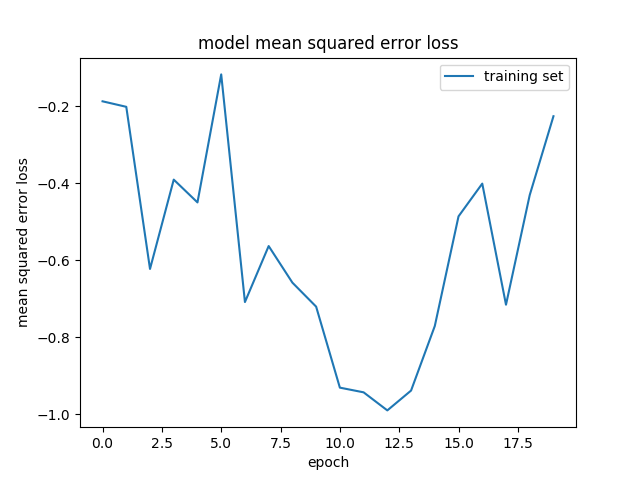 model mean squared error loss
training set
−0.2
−0.4
−0.6
−0.8
−1.0
mean squared error loss
0.0 2.5 5.0 7.5 10.0 12.5 15.0 17.5
epoch